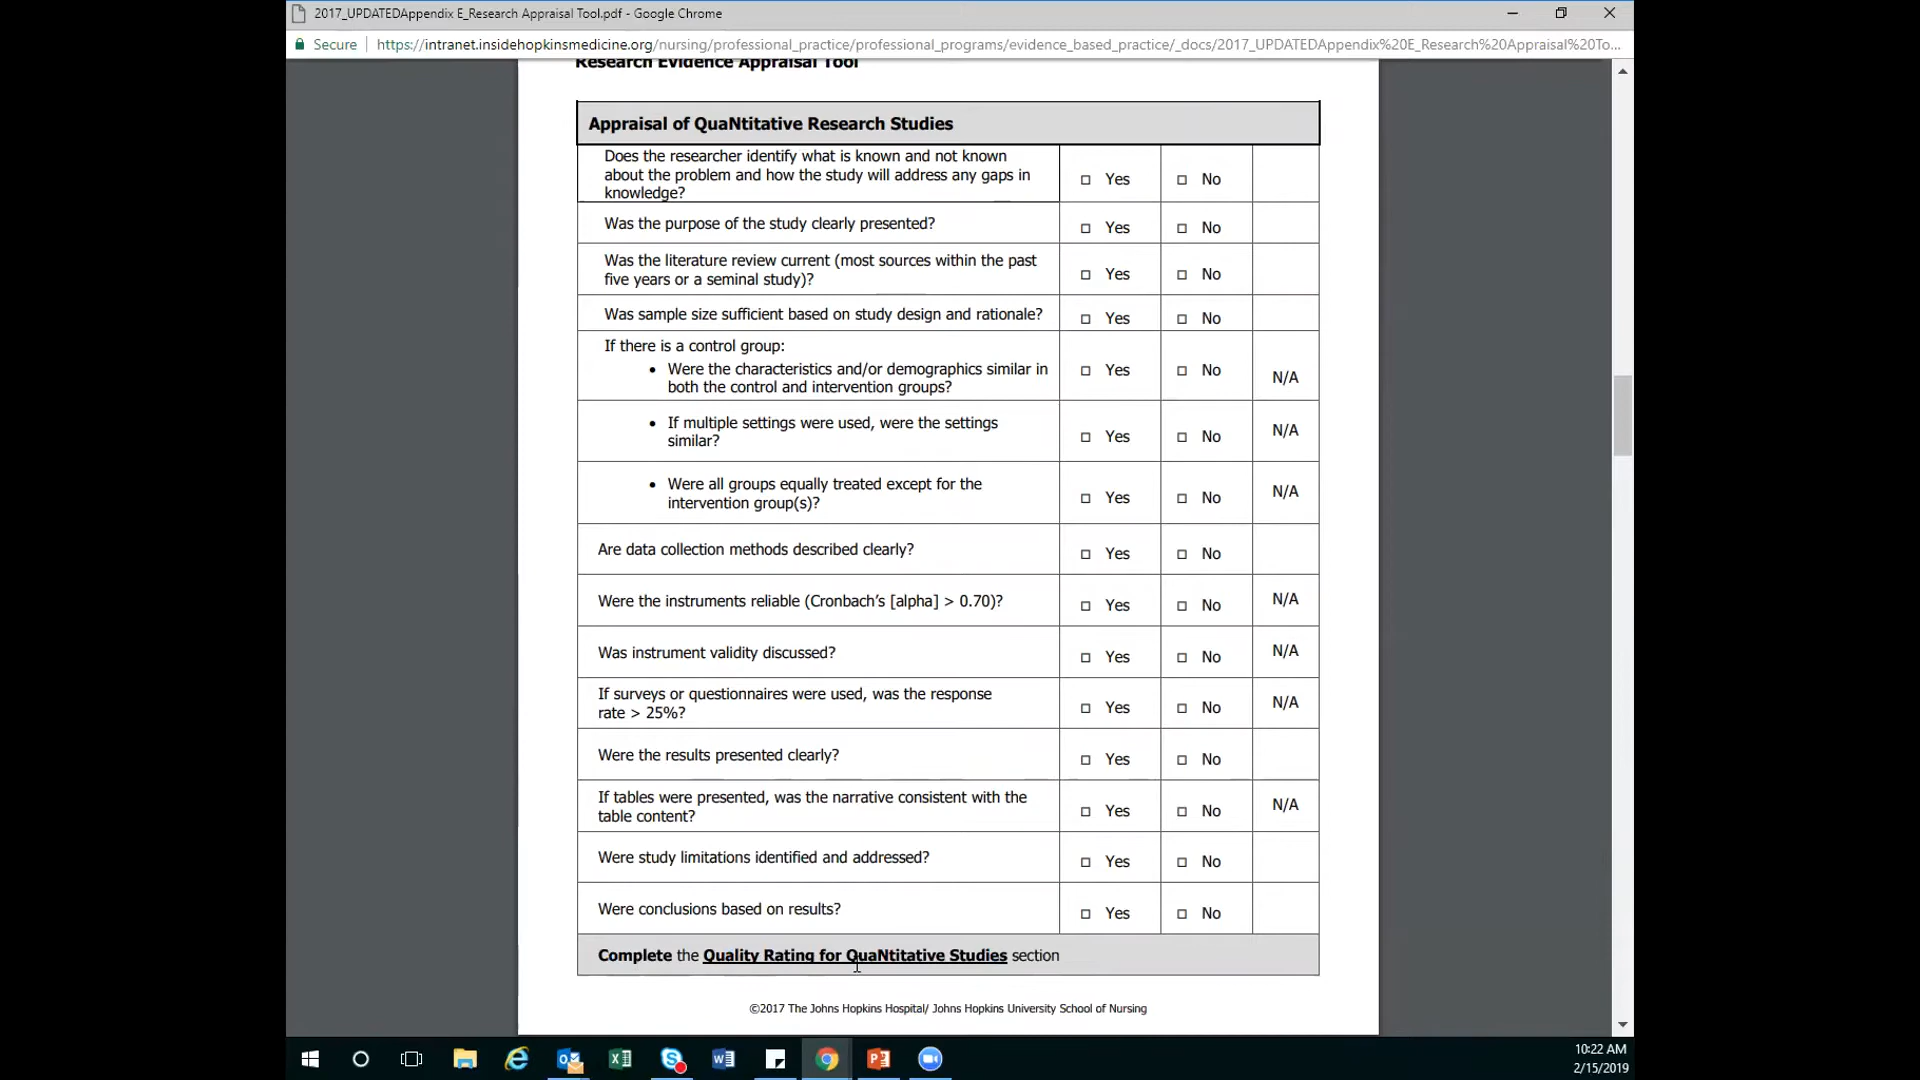 2017_UPDATEDAppendix E_Research Appraisal Tool.pdf - Google Chrome
Secure | https://intranet.insidehopkinsmedicine.org/nursing/professional_practice/professional_programs/evidence_based_practice/_docs/2017_UPDATEDAppendix%20E_Research%20Appraisal%20To...
Research Evidence Appraisal Tool
Appraisal of QuaNtitative Research Studies
Does the researcher identify what is known and not known
about the problem and how the study will address any gaps in
knowledge?
Yes No
Was the purpose of the study clearly presented?
Yes No
Was the literature review current (most sources within the past
five years or a seminal study)?
Yes No
Was sample size sufficient based on study design and rationale?
Yes No
If there is a control group:
• Were the characteristics and/or demographics similar in
both the control and intervention groups?
Yes No N/A
• If multiple settings were used, were the settings
similar?
Yes No N/A
• Were all groups equally treated except for the
intervention group(s)?
Yes No N/A
Are data collection methods described clearly?
Yes No
Were the instruments reliable (Cronbach's [alpha] > 0.70)?
Yes No N/A
Was instrument validity discussed?
Yes No N/A
If surveys or questionnaires were used, was the response
rate > 25%?
Yes No N/A
Were the results presented clearly?
Yes No
If tables were presented, was the narrative consistent with the
table content?
Yes No N/A
Were study limitations identified and addressed?
Yes No
Were conclusions based on results?
Yes No
Complete the Quality Rating for QuaNtitative Studies section
©2017 The Johns Hopkins Hospital/ Johns Hopkins University School of Nursing
10:22 AM
2/15/2019